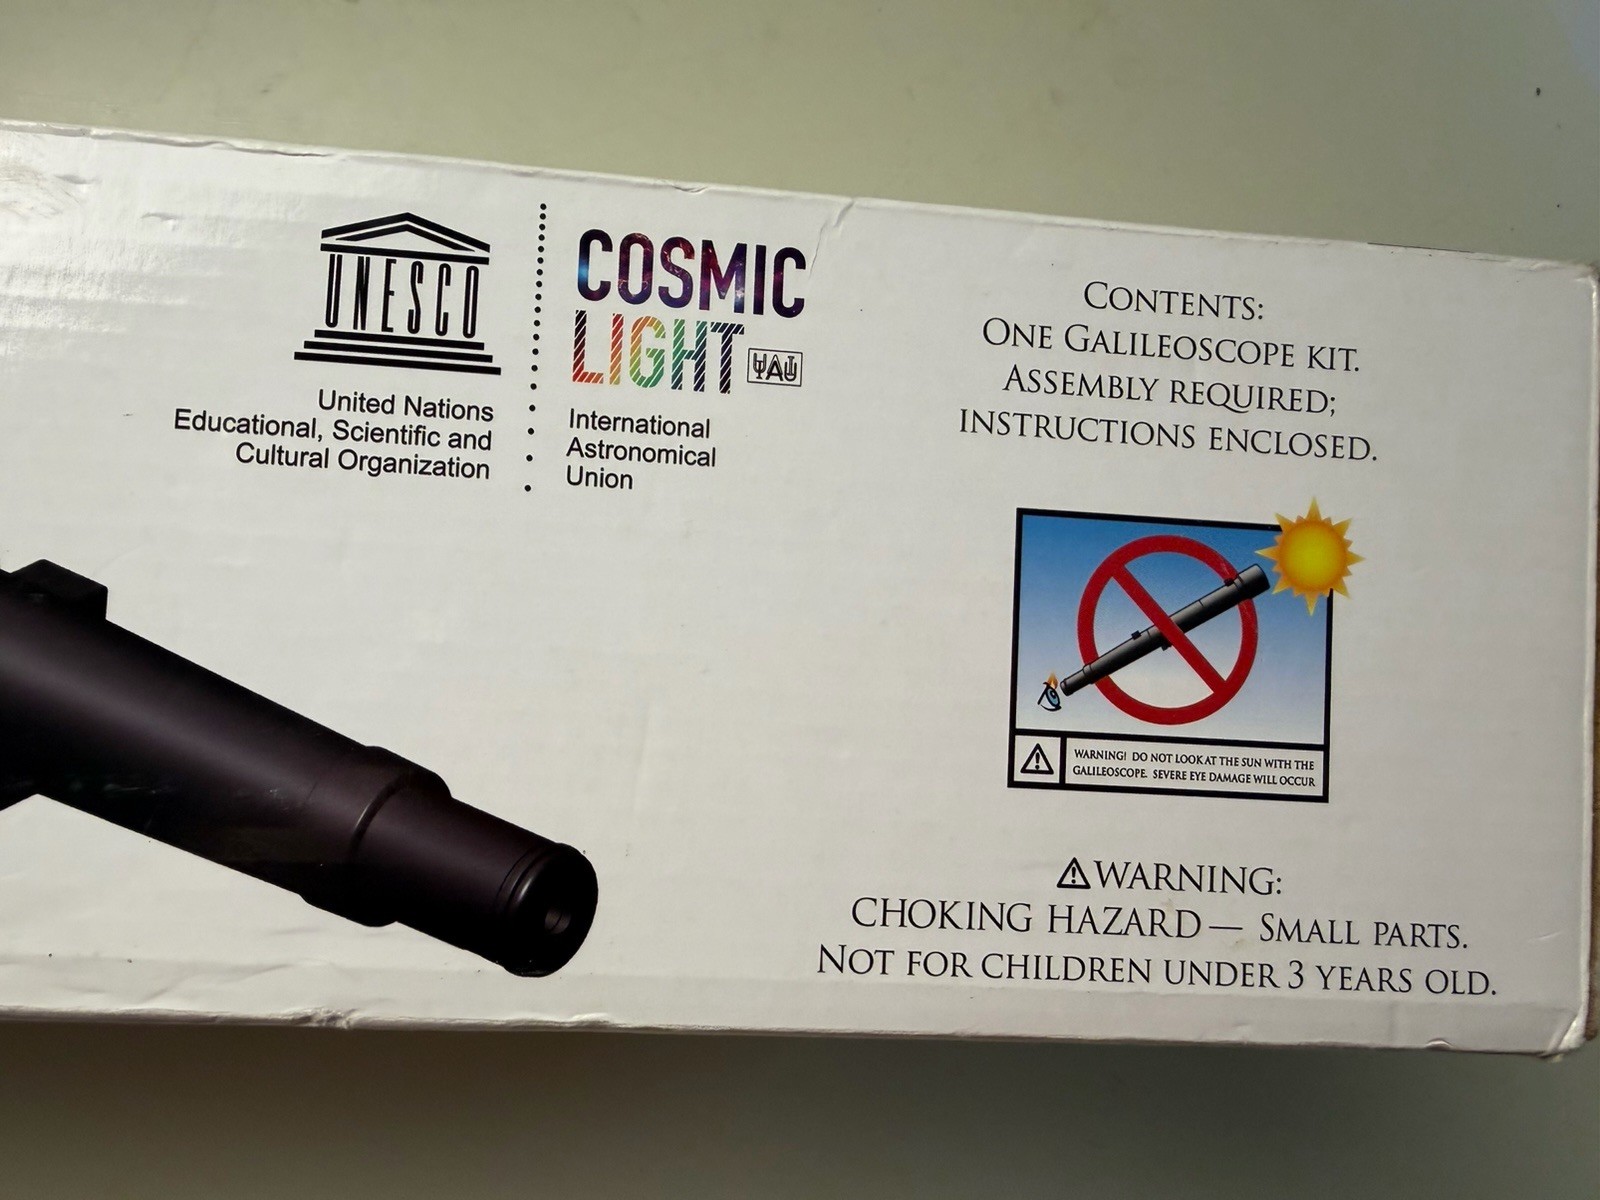 UNESCO
United Nations
Educational, Scientific and
Cultural Organization
COSMIC
LIGHT
IAU
International
Astronomical
Union
CONTENTS:
ONE GALILEOSCOPE KIT.
ASSEMBLY REQUIRED;
INSTRUCTIONS ENCLOSED.
WARNING! DO NOT LOOK AT THE SUN WITH THE
GALILEOSCOPE. SEVERE EYE DAMAGE WILL OCCUR
WARNING:
CHOKING HAZARD— SMALL PARTS.
NOT FOR CHILDREN UNDER 3 YEARS OLD.